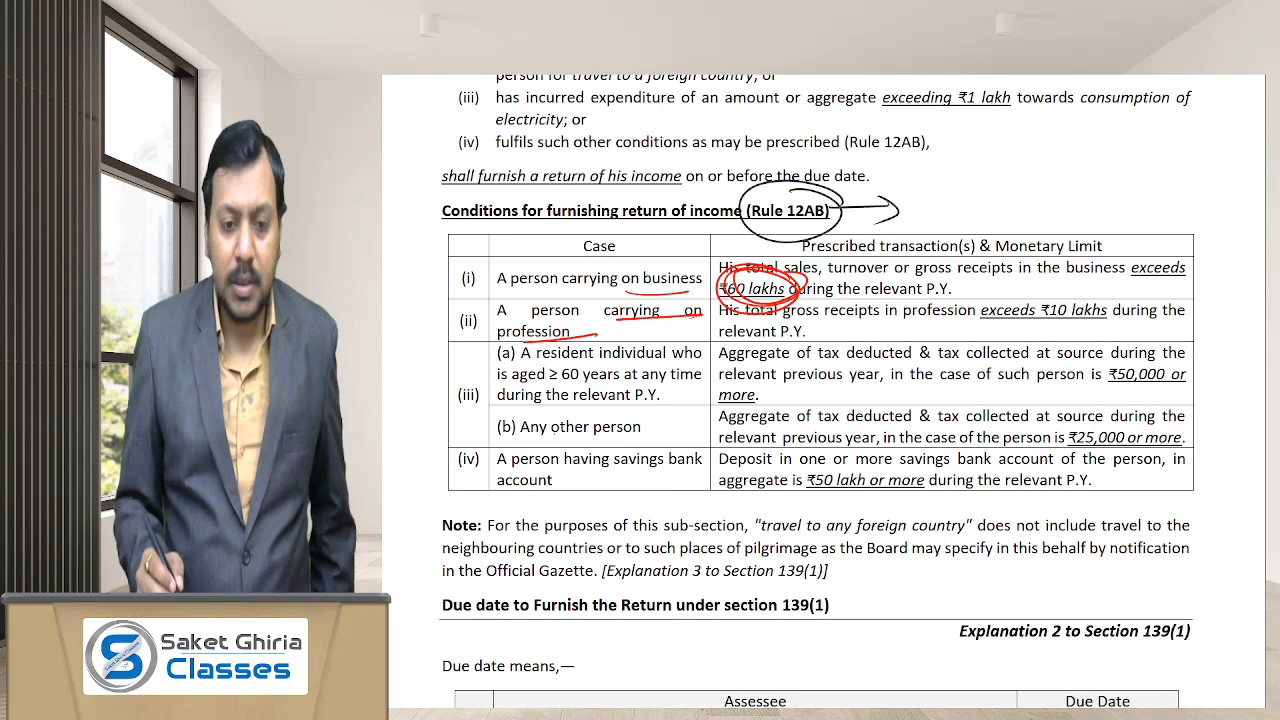 person for travel to a foreign country; or
(iii) has incurred expenditure of an amount or aggregate exceeding ₹1 lakh towards consumption of
electricity; or
(iv) fulfils such other conditions as may be prescribed (Rule 12AB),
shall furnish a return of his income on or before the due date.
Conditions for furnishing return of income (Rule 12AB)
Case Prescribed transaction(s) & Monetary Limit
(i) A person carrying on business His total sales, turnover or gross receipts in the business exceeds
₹60 lakhs during the relevant P.Y.
(ii) A person carrying on His total gross receipts in profession exceeds ₹10 lakhs during the
profession relevant P.Y.
(iii) (a) A resident individual who Aggregate of tax deducted & tax collected at source during the
is aged ≥ 60 years at any time relevant previous year, in the case of such person is ₹50,000 or
during the relevant P.Y. more.
(b) Any other person Aggregate of tax deducted & tax collected at source during the
relevant previous year, in the case of the person is ₹25,000 or more.
(iv) A person having savings bank Deposit in one or more savings bank account of the person, in
account aggregate is ₹50 lakh or more during the relevant P.Y.
Note: For the purposes of this sub-section, "travel to any foreign country" does not include travel to the
neighbouring countries or to such places of pilgrimage as the Board may specify in this behalf by notification
in the Official Gazette. [Explanation 3 to Section 139(1)]
Due date to Furnish the Return under section 139(1)
Explanation 2 to Section 139(1)
Due date means,—
Assessee Due Date
Saket Ghiria
Classes